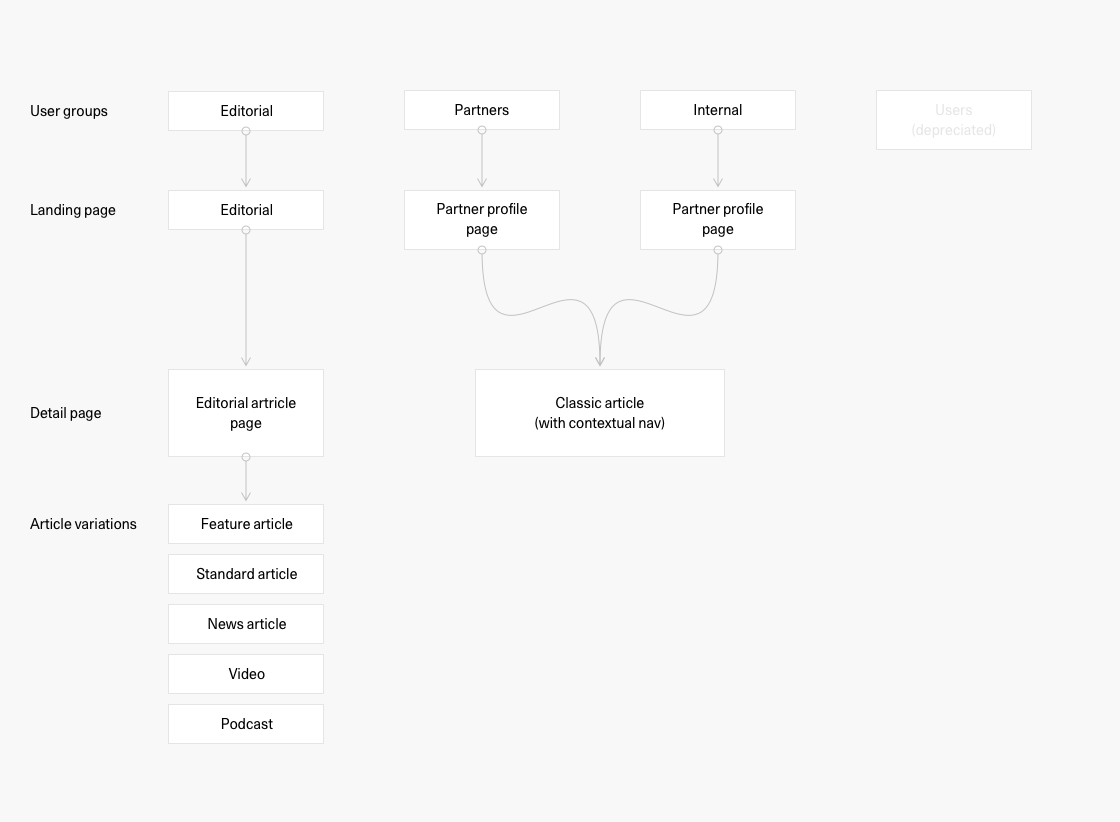 User groups
Editorial
Partners
Internal
Users
(depreciated)
Landing page
Editorial
Partner profile
page
Partner profile
page
Detail page
Editorial artricle
page
Classic article
(with contextual nav)
Article variations
Feature article
Standard article
News article
Video
Podcast